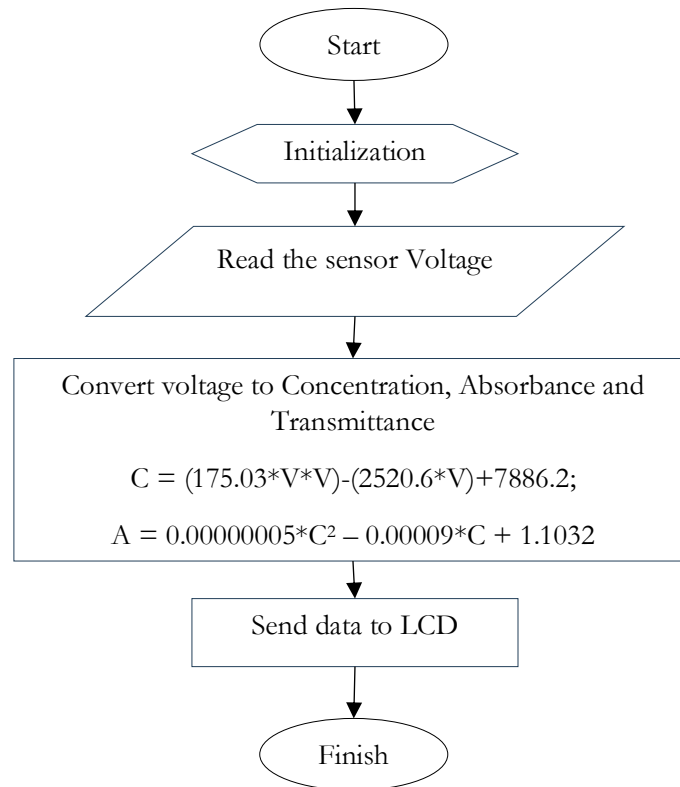 Start
Initialization
Read the sensor Voltage
Convert voltage to Concentration, Absorbance and
Transmittance
C = (175.03*V*V)-(2520.6*V)+7886.2;
A = 0.00000005*C² – 0.00009*C + 1.1032
Send data to LCD
Finish